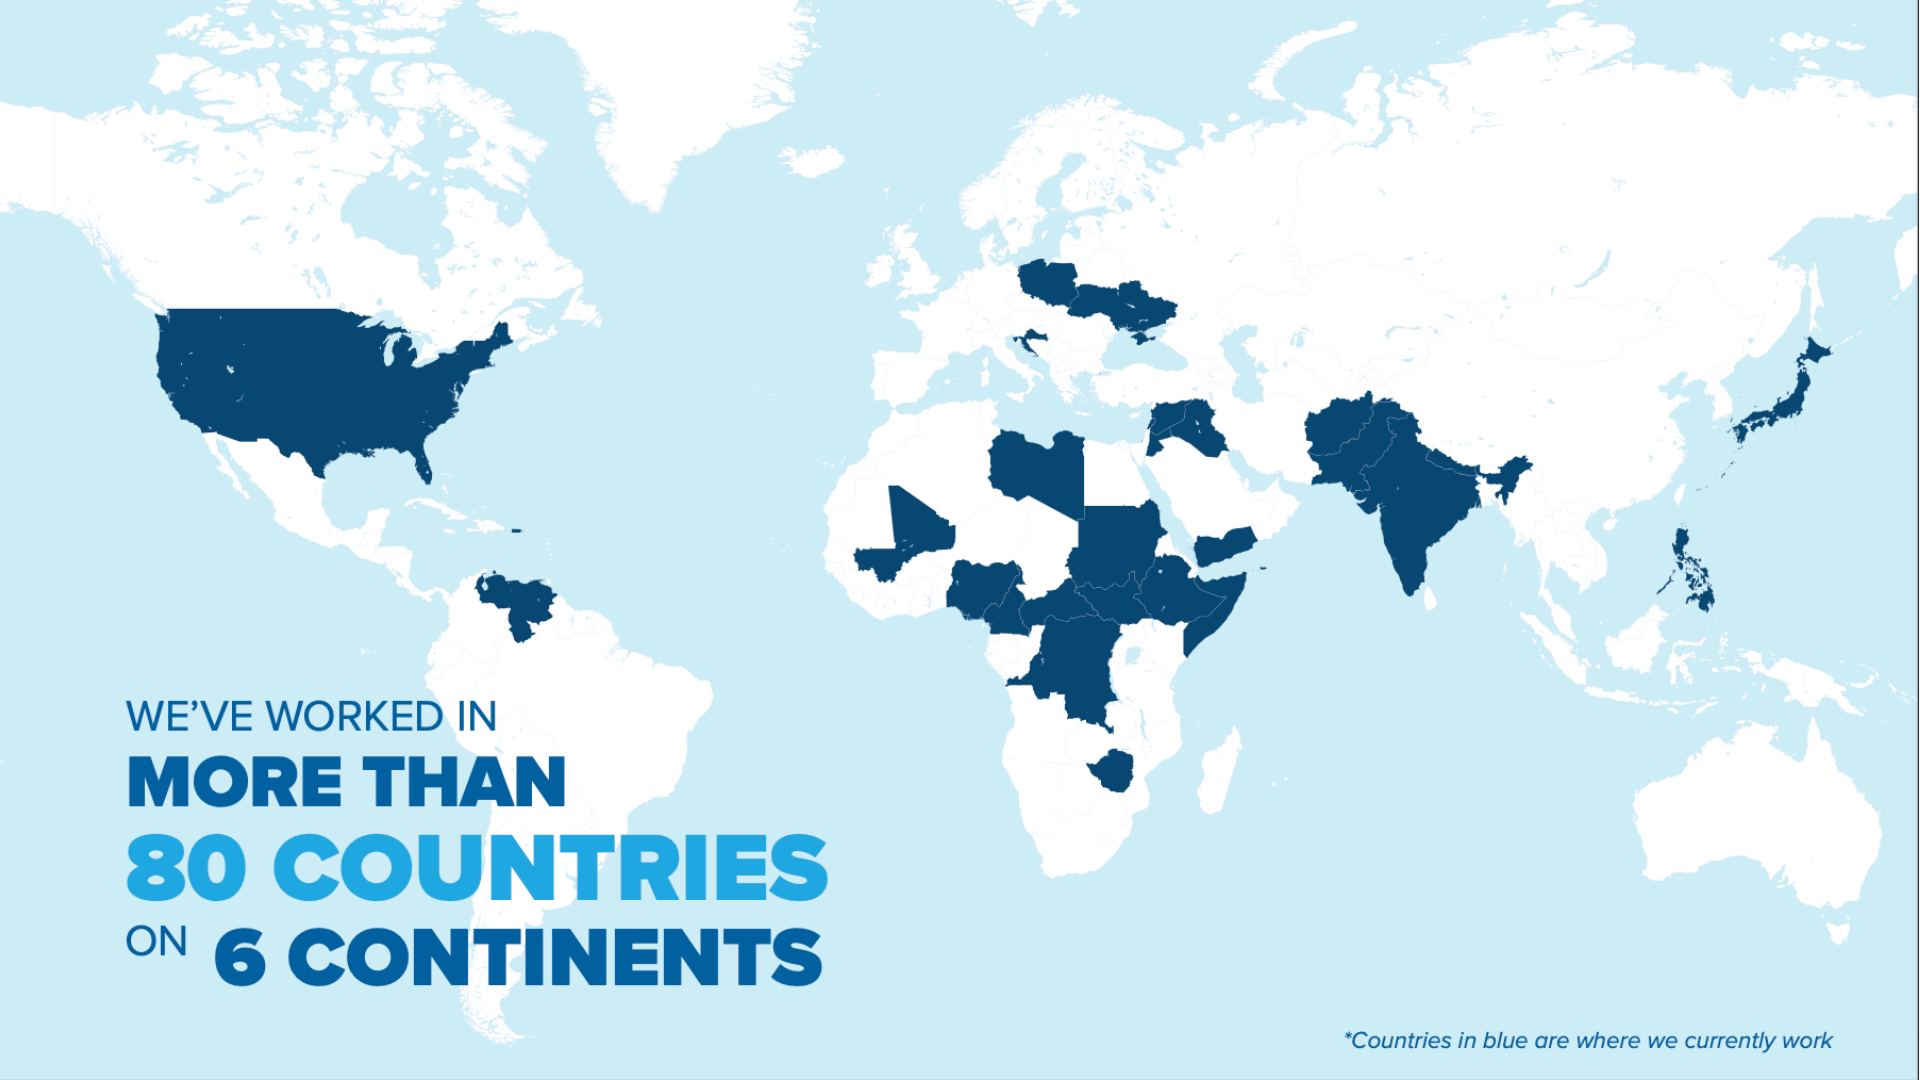 WE’VE WORKED IN
MORE THAN
80 COUNTRIES
ON 6 CONTINENTS
*Countries in blue are where we currently work